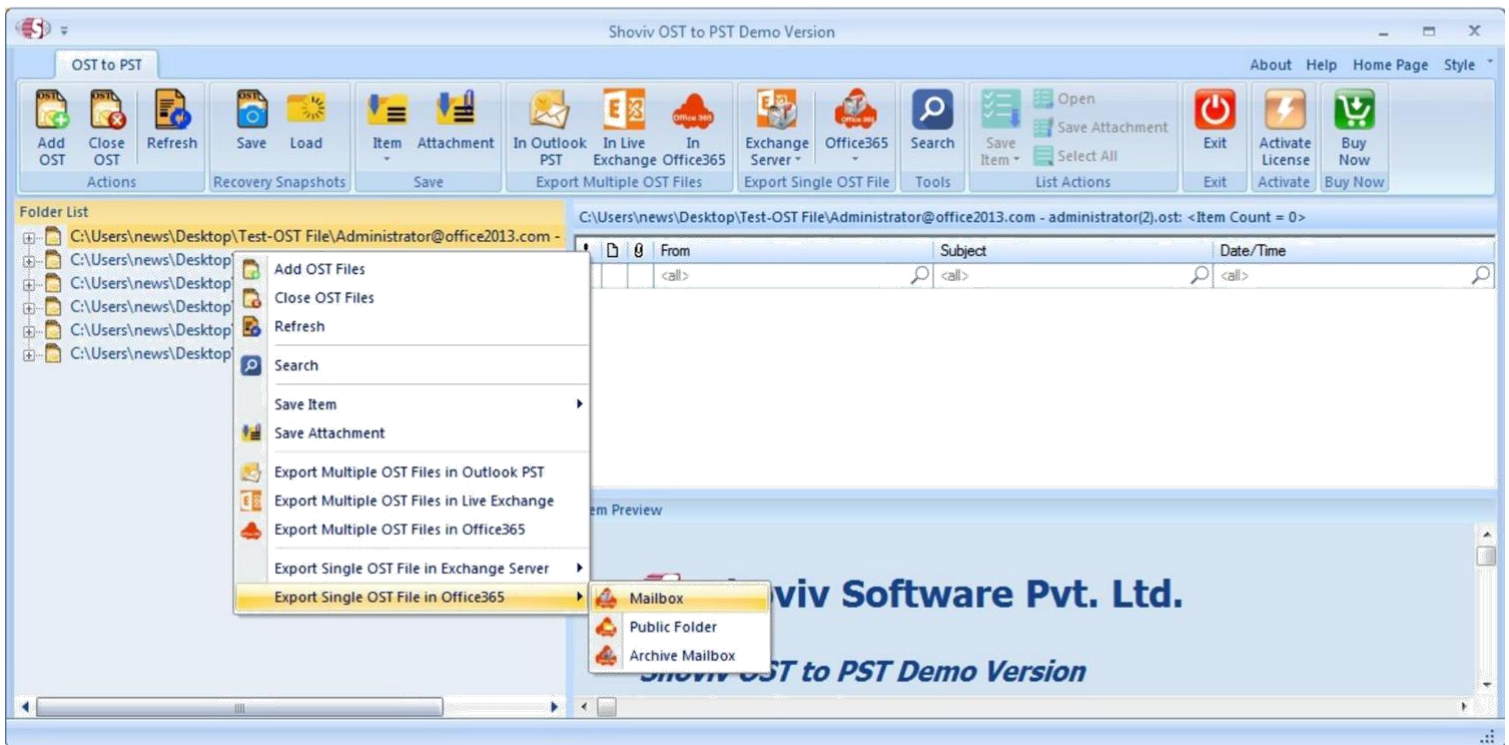 Shoviv OST to PST Demo Version
OST to PST
About Help Home Page Style
Add OST
Close OST
Refresh
Actions
Save
Load
Recovery Snapshots
Item
Attachment
Save
In Outlook PST
In Live Exchange
In Office365
Export Multiple OST Files
Exchange Server
Office365
Export Single OST File
Search
Tools
Save Item
Open
Save Attachment
Select All
List Actions
Exit
Exit
Activate License
Activate
Buy Now
Buy Now
Folder List
C:\Users\news\Desktop\Test-OST File\Administrator@office2013.com -
C:\Users\news\Desktop
C:\Users\news\Desktop
C:\Users\news\Desktop
C:\Users\news\Desktop
C:\Users\news\Desktop
Add OST Files
Close OST Files
Refresh
Search
Save Item
Save Attachment
Export Multiple OST Files in Outlook PST
Export Multiple OST Files in Live Exchange
Export Multiple OST Files in Office365
Export Single OST File in Exchange Server
Export Single OST File in Office365
Mailbox
Public Folder
Archive Mailbox
C:\Users\news\Desktop\Test-OST File\Administrator@office2013.com - administrator(2).ost: <Item Count = 0>
From Subject Date/Time
<all> <all> <all>
em Preview
viv Software Pvt. Ltd.
Shoviv OST to PST Demo Version